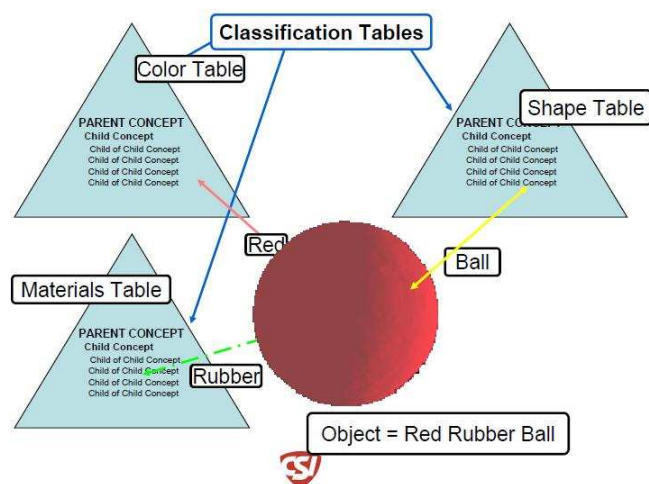 Classification Tables
Color Table
PARENT CONCEPT
Child Concept
Child of Child Concept
Child of Child Concept
Child of Child Concept
Child of Child Concept
Shape Table
PARENT CONCEPT
Child Concept
Child of Child Concept
Child of Child Concept
Child of Child Concept
Child of Child Concept
Red
Ball
Materials Table
PARENT CONCEPT
Child Concept
Child of Child Concept
Child of Child Concept
Child of Child Concept
Child of Child Concept
Rubber
Object = Red Rubber Ball
CSI